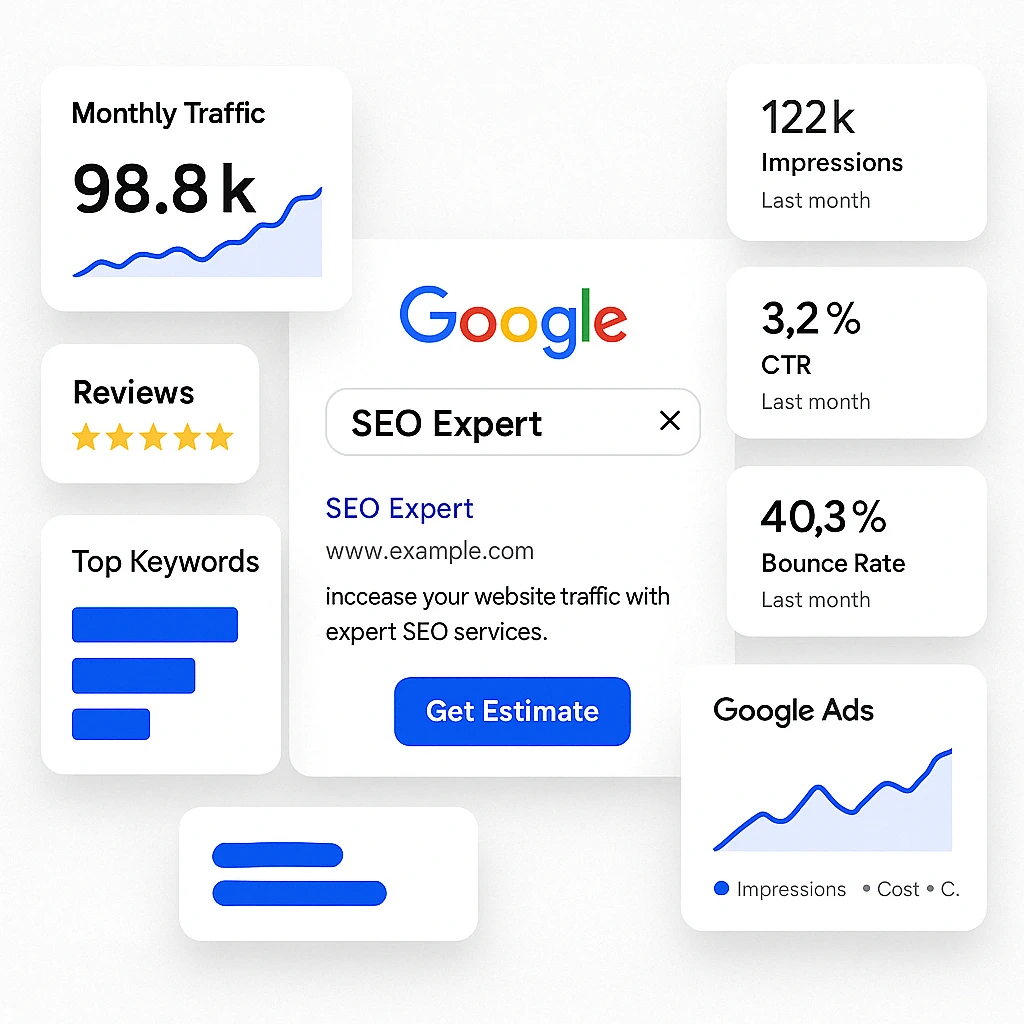 Monthly Traffic
98.8k
Reviews
Top Keywords
Google
SEO Expert
SEO Expert
www.example.com
inccease your website traffic with
expert SEO services.
Get Estimate
122k
Impressions
Last month
3,2%
CTR
Last month
40,3%
Bounce Rate
Last month
Google Ads
Impressions • Cost • C.